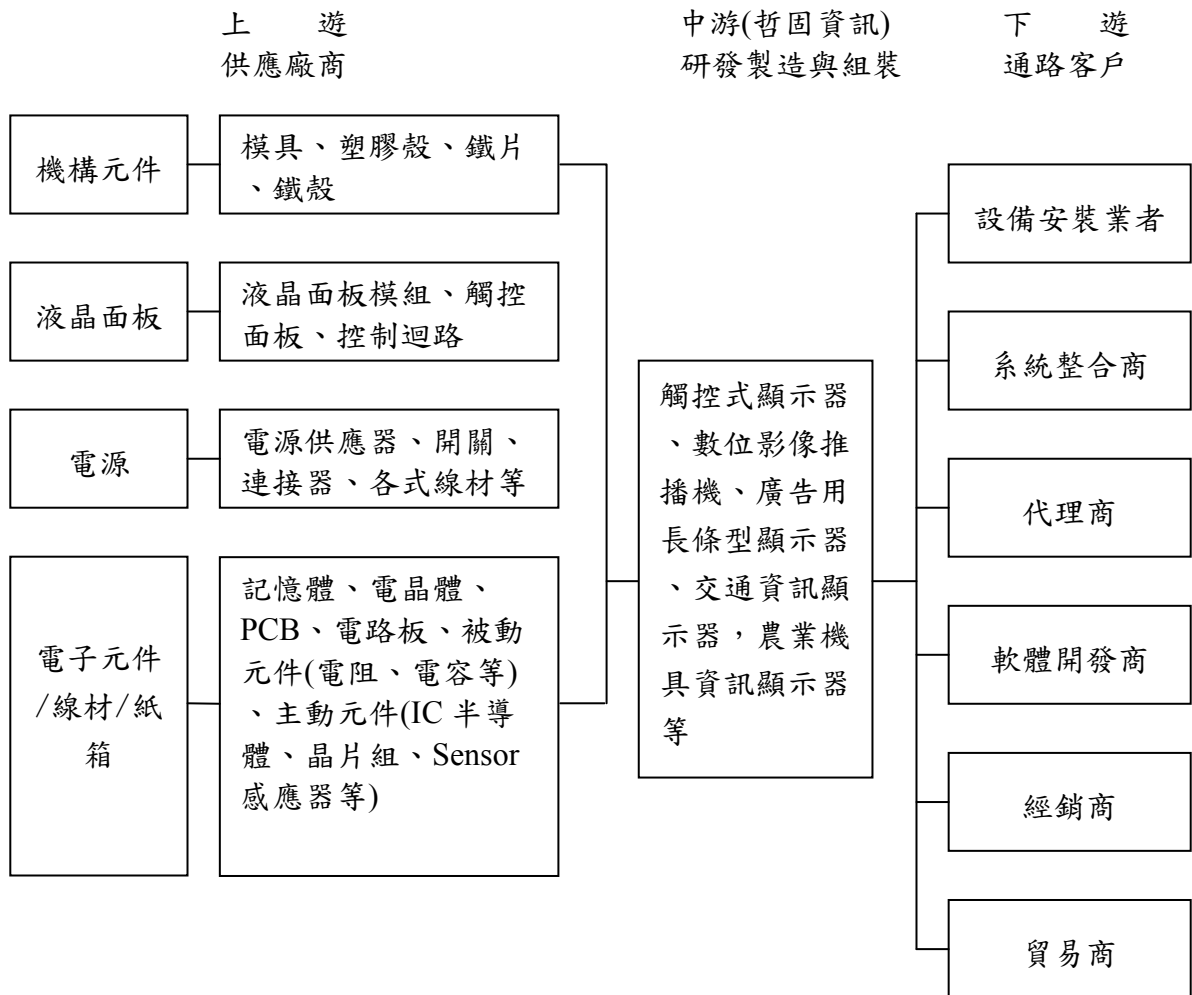 上　　遊
供應廠商
中游(哲固資訊)
研發製造與組裝
下　　遊
通路客戶
機構元件
模具、塑膠殼、鐵片
、鐵殼
液晶面板
液晶面板模組、觸控
面板、控制迴路
電源
電源供應器、開關、
連接器、各式線材等
電子元件
/線材/紙
箱
記憶體、電晶體、
PCB、電路板、被動
元件(電阻、電容等)
、主動元件(IC 半導
體、晶片組、Sensor
感應器等)
觸控式顯示器
、數位影像推
播機、廣告用
長條型顯示器
、交通資訊顯
示器，農業機
具資訊顯示器
等
設備安裝業者
系統整合商
代理商
軟體開發商
經銷商
貿易商